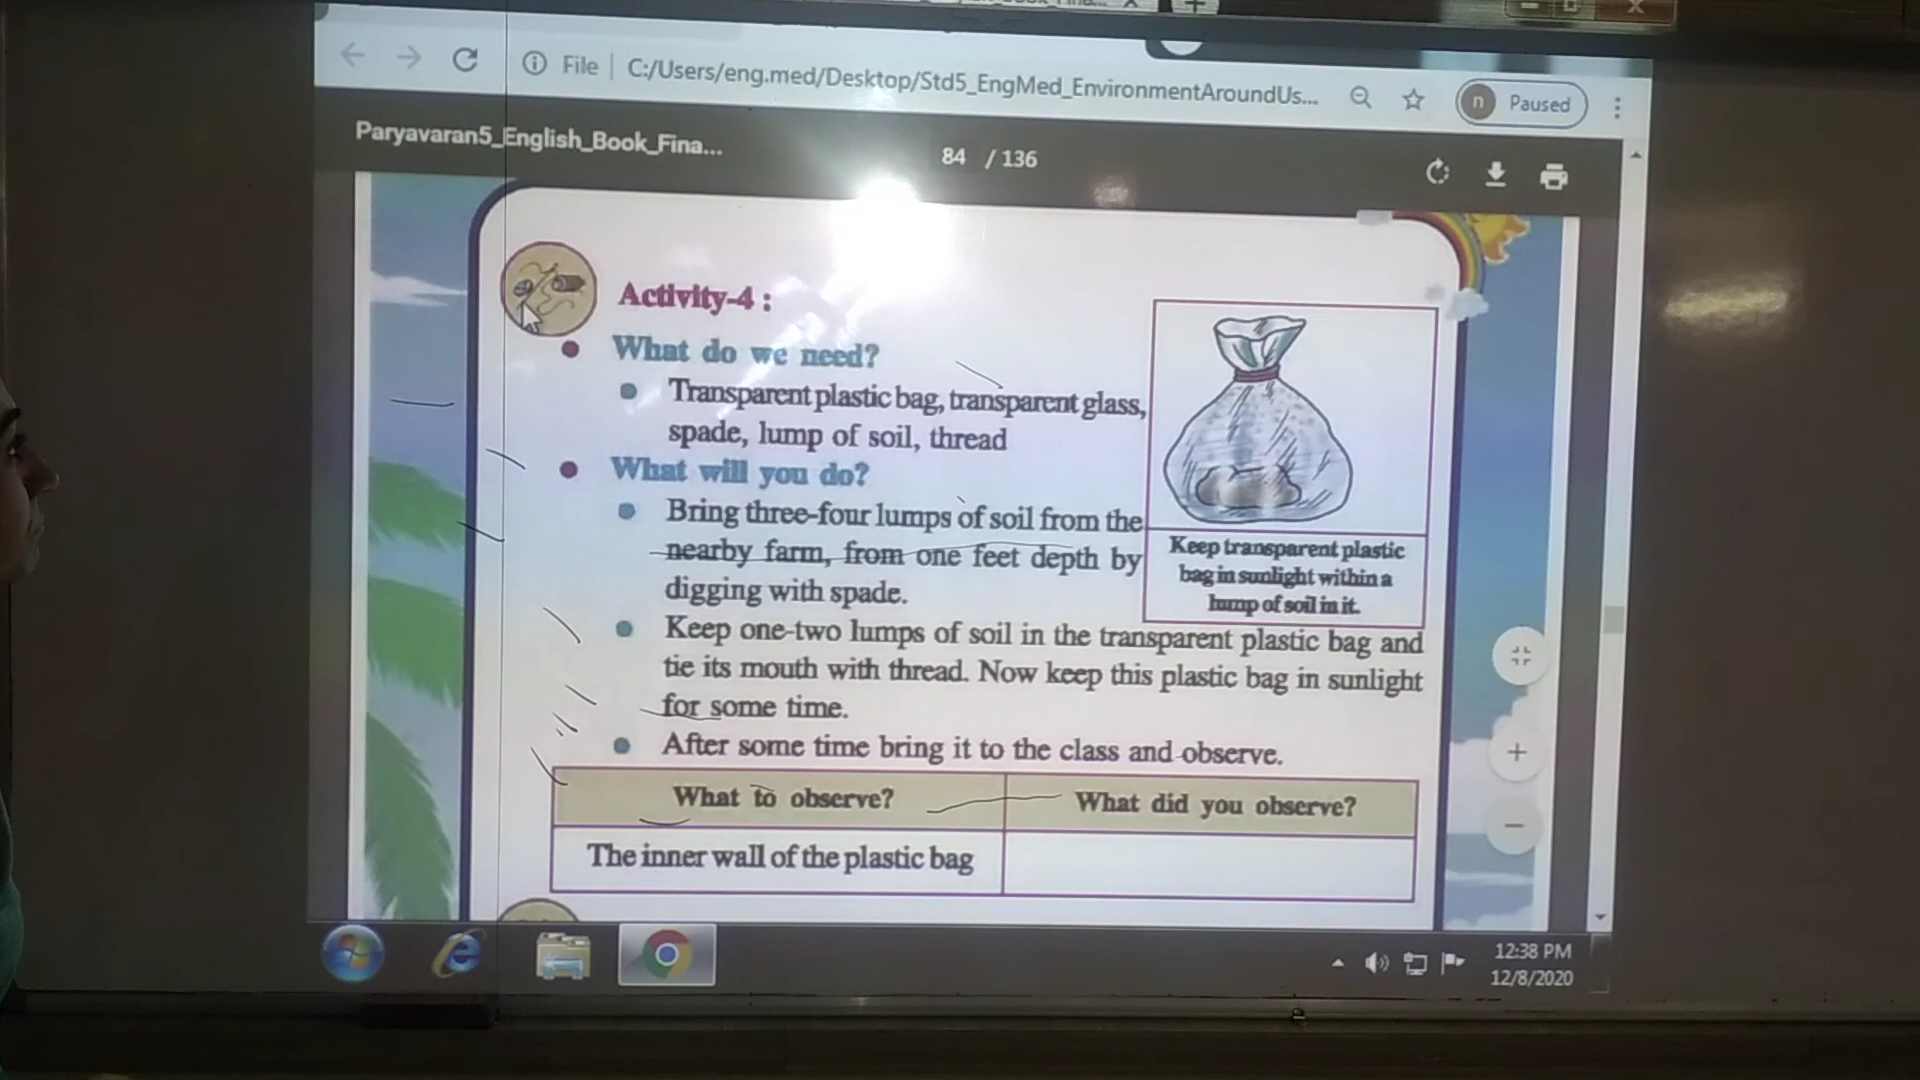 File | C:/Users/eng.med/Desktop/Std5_EngMed_EnvironmentAroundUs...
n Paused
Paryavaran5_English_Book_Fina...
84 / 136
Activity-4 :
What do we need?
Transparent plastic bag, transparent glass,
spade, lump of soil, thread
What will you do?
Bring three-four lumps of soil from the
nearby farm, from one feet depth by
digging with spade.
Keep transparent plastic
bag in sunlight within a
lump of soil in it.
Keep one-two lumps of soil in the transparent plastic bag and
tie its mouth with thread. Now keep this plastic bag in sunlight
for some time.
After some time bring it to the class and observe.
What to observe?
What did you observe?
The inner wall of the plastic bag
12:38 PM
12/8/2020